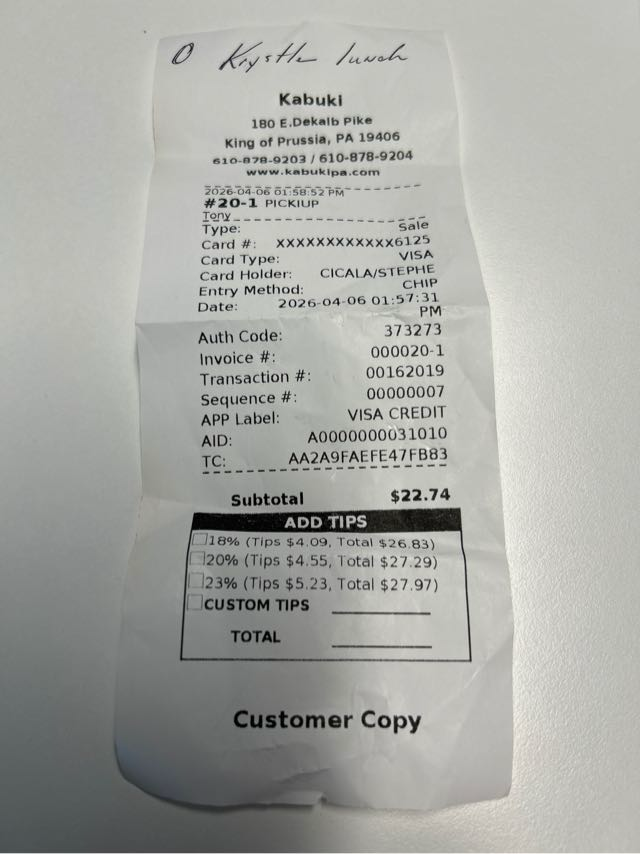 Krystle lunch
Kabuki
180 E.Dekalb Pike
King of Prussia, PA 19406
610-878-9203 / 610-878-9204
www.kabukipa.com
2026-04-06 01:58:52 PM
#20-1 PICKUP
Tony
Type: Sale
Card #: XXXXXXXXXXXX6125
Card Type: VISA
Card Holder: CICALA/STEPHE
Entry Method: CHIP
Date: 2026-04-06 01:57:31
PM
Auth Code: 373273
Invoice #: 000020-1
Transaction #: 00162019
Sequence #: 00000007
APP Label: VISA CREDIT
AID: A0000000031010
TC: AA2A9FAEFE47FB83
Subtotal $22.74
ADD TIPS
18% (Tips $4.09, Total $26.83)
20% (Tips $4.55, Total $27.29)
23% (Tips $5.23, Total $27.97)
CUSTOM TIPS
TOTAL
Customer Copy